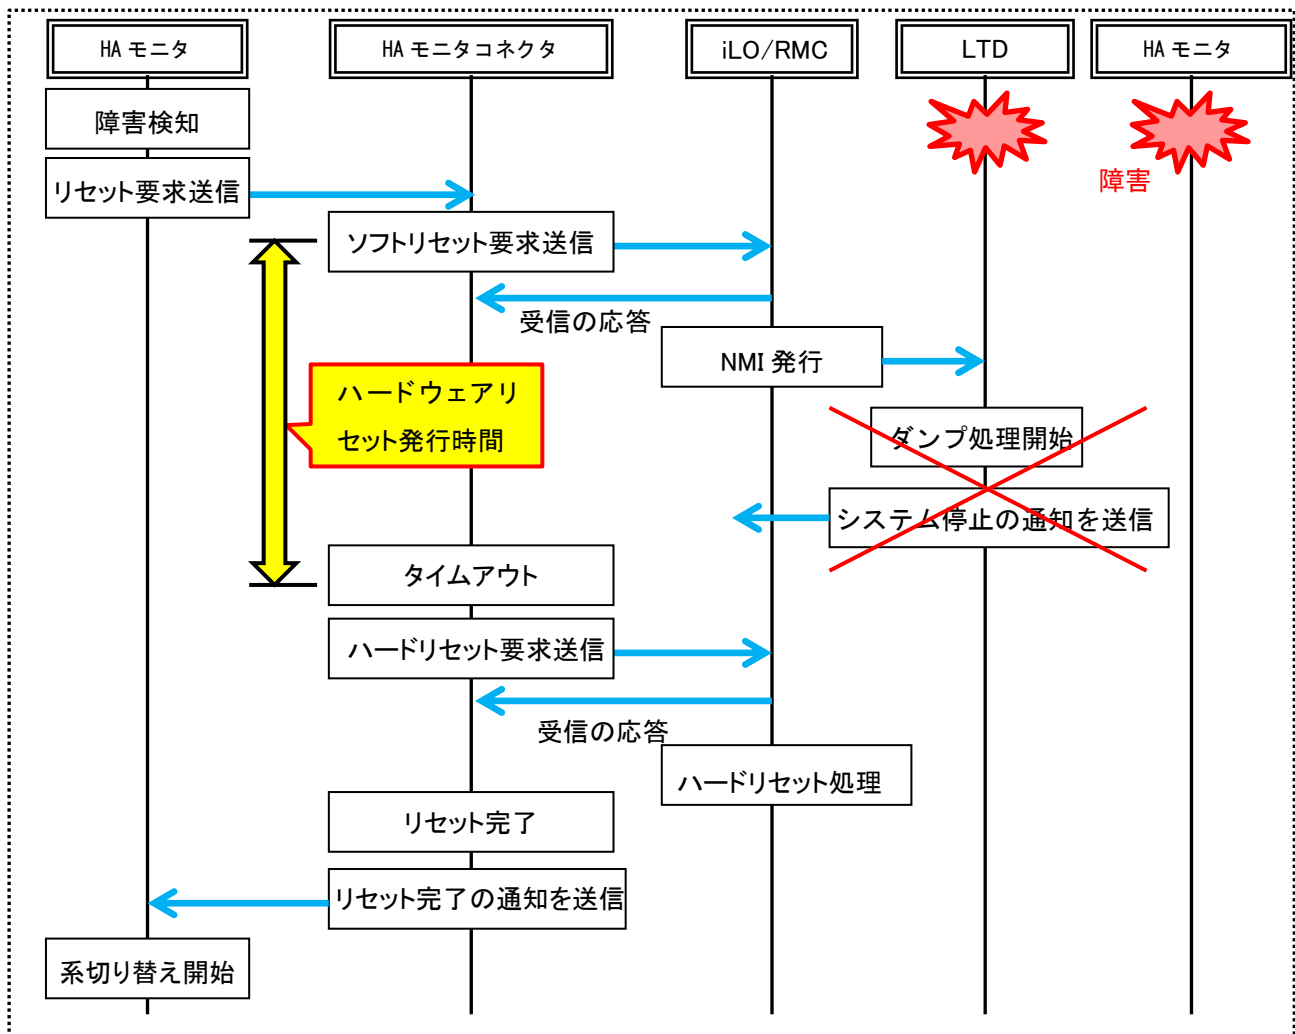 HA モニタ
HA モニタコネクタ
iLO/RMC
LTD
HA モニタ
障害検知
リセット要求送信
障害
ソフトリセット要求送信
受信の応答
NMI 発行
ハードウェアリ
セット発行時間
ダンプ処理開始
システム停止の通知を送信
タイムアウト
ハードリセット要求送信
受信の応答
ハードリセット処理
リセット完了
リセット完了の通知を送信
系切り替え開始